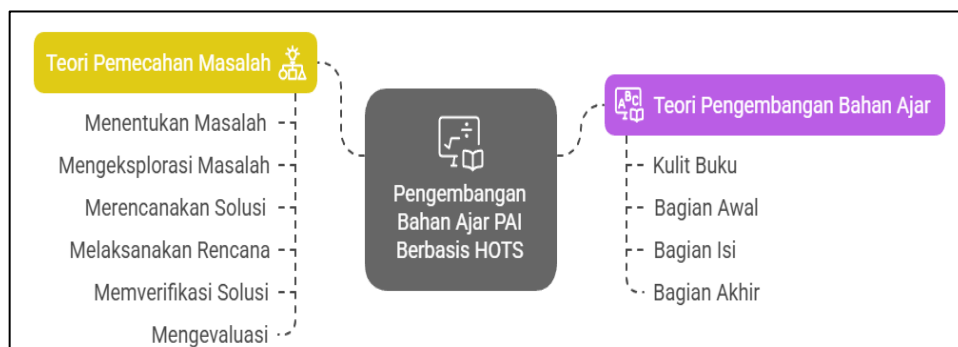 Teori Pemecahan Masalah
Menentukan Masalah
Mengeksplorasi Masalah
Merencanakan Solusi
Melaksanakan Rencana
Memverifikasi Solusi
Mengevaluasi
Pengembangan
Bahan Ajar PAI
Berbasis HOTS
A B C
Teori Pengembangan Bahan Ajar
Kulit Buku
Bagian Awal
Bagian Isi
Bagian Akhir